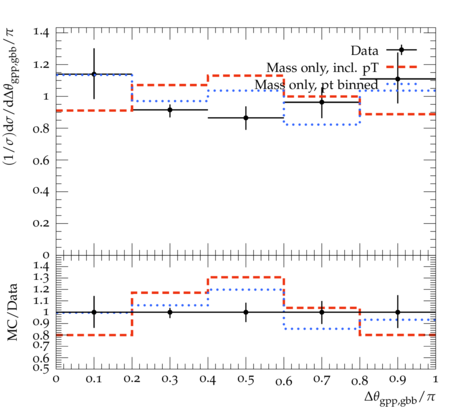 (1/σ)dσ/dΔθgpp,gbb/π
1.4
1.2
1
0.8
0.6
0.4
0.2
0
Data
Mass only, incl. pT
Mass only, pt binned
MC/Data
1.4
1.3
1.2
1.1
1
0.9
0.8
0.7
0.6
0.5
0 0.1 0.2 0.3 0.4 0.5 0.6 0.7 0.8 0.9 1
Δθgpp,gbb/π